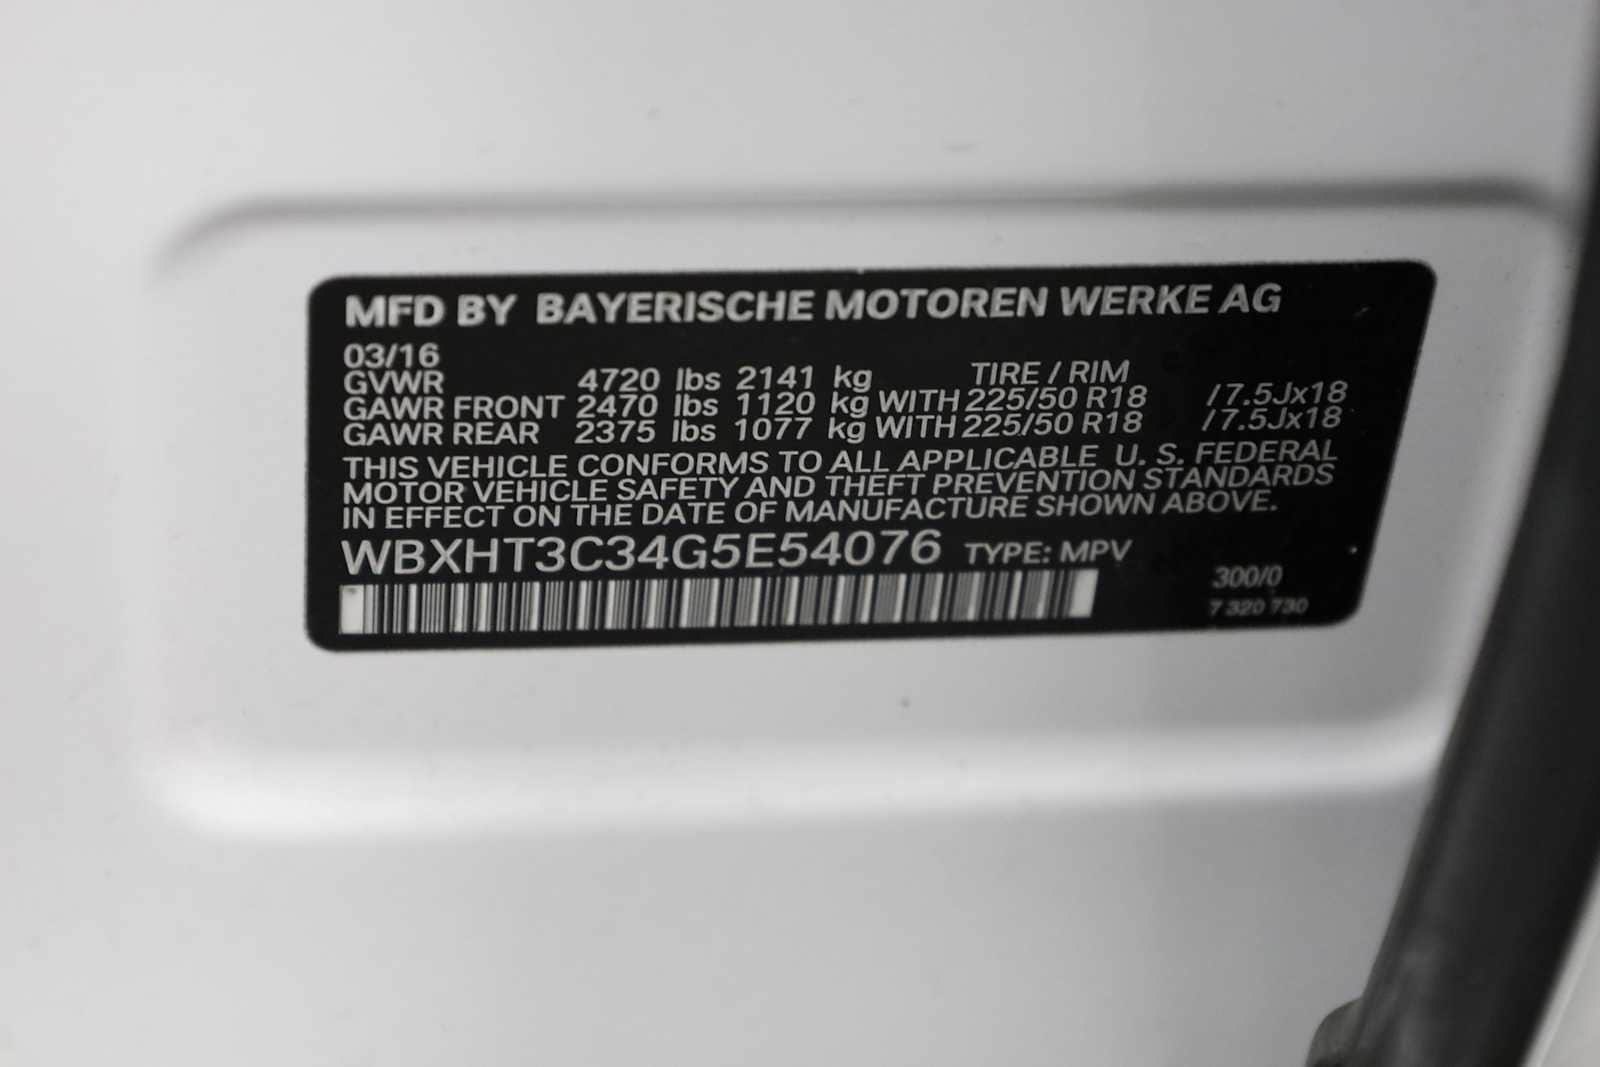 MFD BY BAYERISCHE MOTOREN WERKE AG
03/16
GVWR 4720 lbs 2141 kg TIRE / RIM
GAWR FRONT 2470 lbs 1120 kg WITH 225/50 R18 /7.5Jx18
GAWR REAR 2375 lbs 1077 kg WITH 225/50 R18 /7.5Jx18
THIS VEHICLE CONFORMS TO ALL APPLICABLE U. S. FEDERAL
MOTOR VEHICLE SAFETY AND THEFT PREVENTION STANDARDS
IN EFFECT ON THE DATE OF MANUFACTURE SHOWN ABOVE.
WBXHT3C34G5E54076 TYPE: MPV
300/0
7 320 730